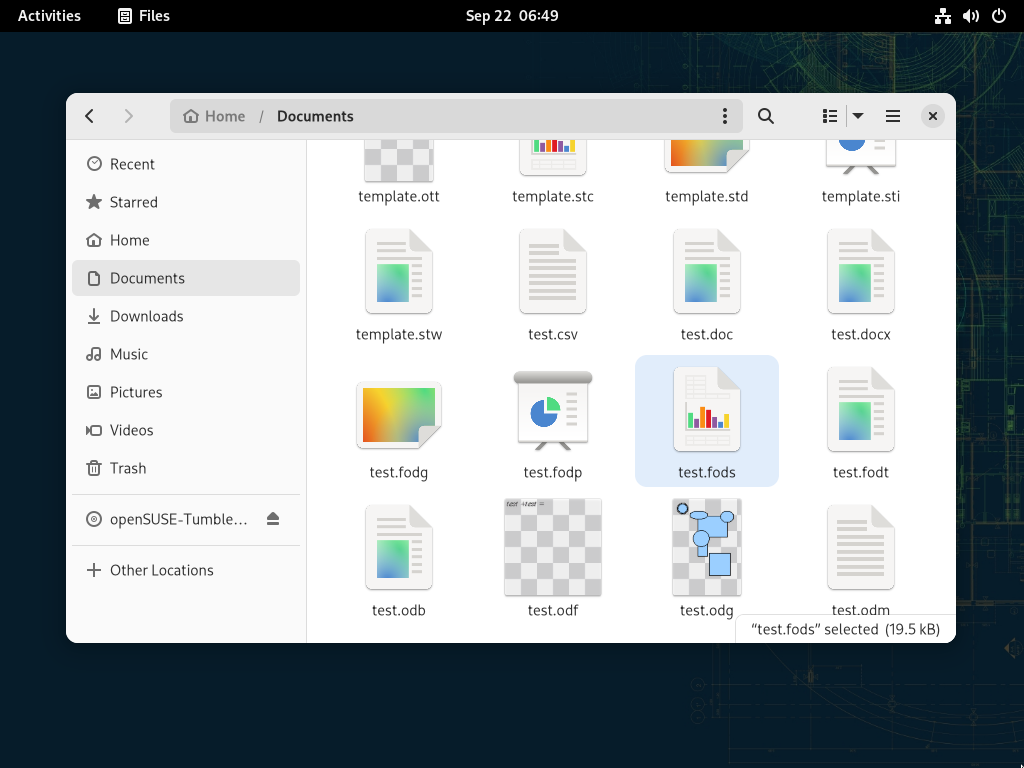 Activities
Files
Sep 22 06:49
Home / Documents
Recent
Starred
Home
Documents
Downloads
Music
Pictures
Videos
Trash
openSUSE-Tumble…
Other Locations
template.ott
template.stc
template.std
template.sti
template.stw
test.csv
test.doc
test.docx
test.fodg
test.fodp
test.fods
test.fodt
test.odb
test.odf
test.odg
test.odm
“test.fods” selected (19.5 kB)